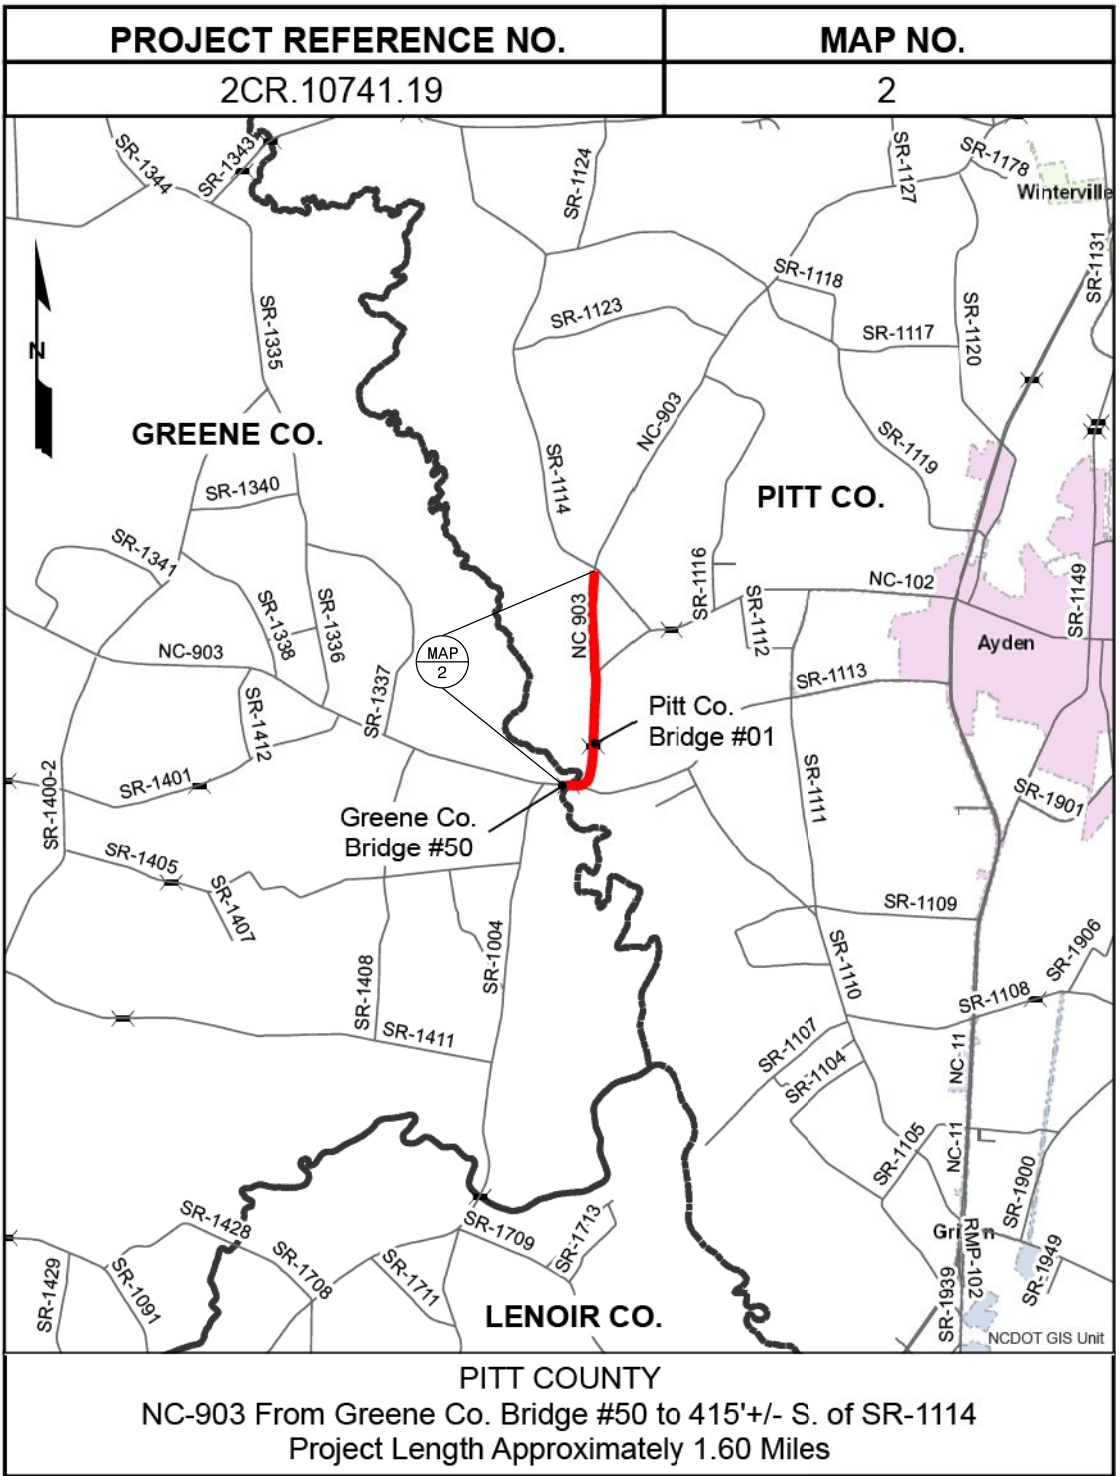 PROJECT REFERENCE NO.
MAP NO.
2CR.10741.19
2
SR-1344
SR-1343
SR-1124
SR-1127
SR-1178
Winterville
SR-1131
SR-1118
SR-1123
SR-1335
SR-1117
SR-1120
N
GREENE CO.
NC-903
SR-1119
SR-1114
SR-1340
PITT CO.
SR-1341
SR-1116
NC-102
SR-1149
SR-1338
SR-1336
NC 903
SR-1112
Ayden
NC-903
MAP
2
SR-1337
SR-1113
SR-1412
Pitt Co.
Bridge #01
SR-1401
SR-1400-2
SR-1111
SR-1901
Greene Co.
Bridge #50
SR-1405
SR-1407
SR-1109
SR-1004
SR-1408
SR-1110
SR-1906
SR-1108
SR-1411
SR-1107
NC-11
SR-1104
SR-1105
NC-11
SR-1900
SR-1428
SR-1709
SR-1713
RMP-102
SR-1949
SR-1429
SR-1091
SR-1708
SR-1711
SR-1939
LENOIR CO.
NCDOT GIS Unit
PITT COUNTY
NC-903 From Greene Co. Bridge #50 to 415'+/- S. of SR-1114
Project Length Approximately 1.60 Miles